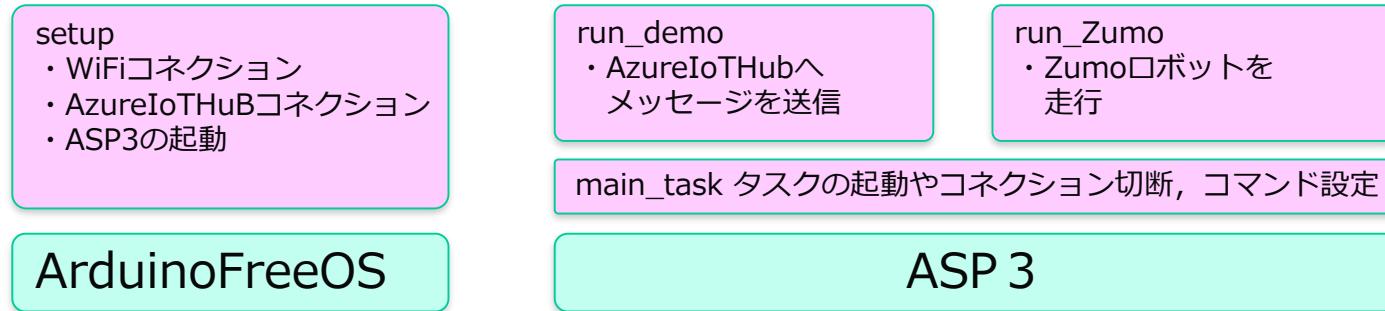 setup
・WiFiコネクション
・AzureIoTHuBコネクション
・ASP3の起動
run_demo
・AzureIoTHubへ
メッセージを送信
run_Zumo
・Zumoロボットを
走行
main_task タスクの起動やコネクション切断，コマンド設定
ArduinoFreeOS
ASP３